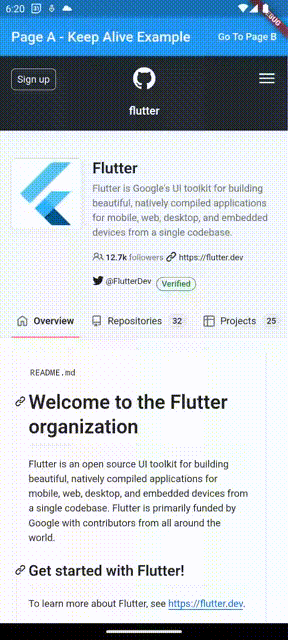 6:20
Page A - Keep Alive Example
Go To Page B
Sign up
flutter
Flutter
Flutter is Google's UI toolkit for building
beautiful, natively compiled applications
for mobile, web, desktop, and embedded
devices from a single codebase.
12.7k followers https://flutter.dev
@FlutterDev Verified
Overview Repositories 32 Projects 25
README.md
Welcome to the Flutter
organization
Flutter is an open source UI toolkit for building
beautiful, natively compiled applications for
mobile, web, desktop, and embedded devices from
a single codebase. Flutter is primarily funded by
Google with contributors from all around the
world.
Get started with Flutter!
To learn more about Flutter, see https://flutter.dev.